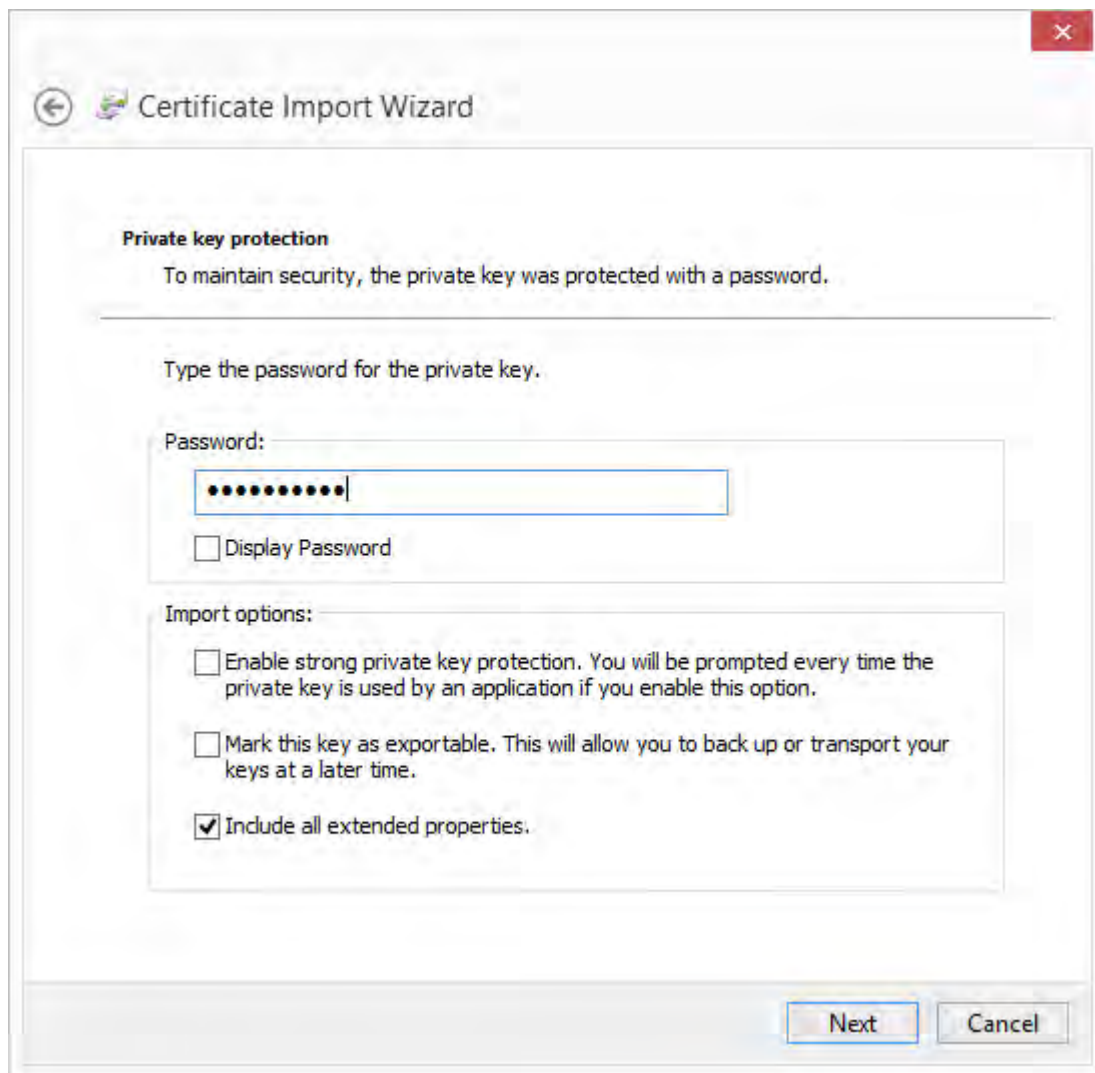 Certificate Import Wizard
Private key protection
To maintain security, the private key was protected with a password.
Type the password for the private key.
Password:
••••••••••
Display Password
Import options:
Enable strong private key protection. You will be prompted every time the
private key is used by an application if you enable this option.
Mark this key as exportable. This will allow you to back up or transport your
keys at a later time.
Include all extended properties.
Next Cancel